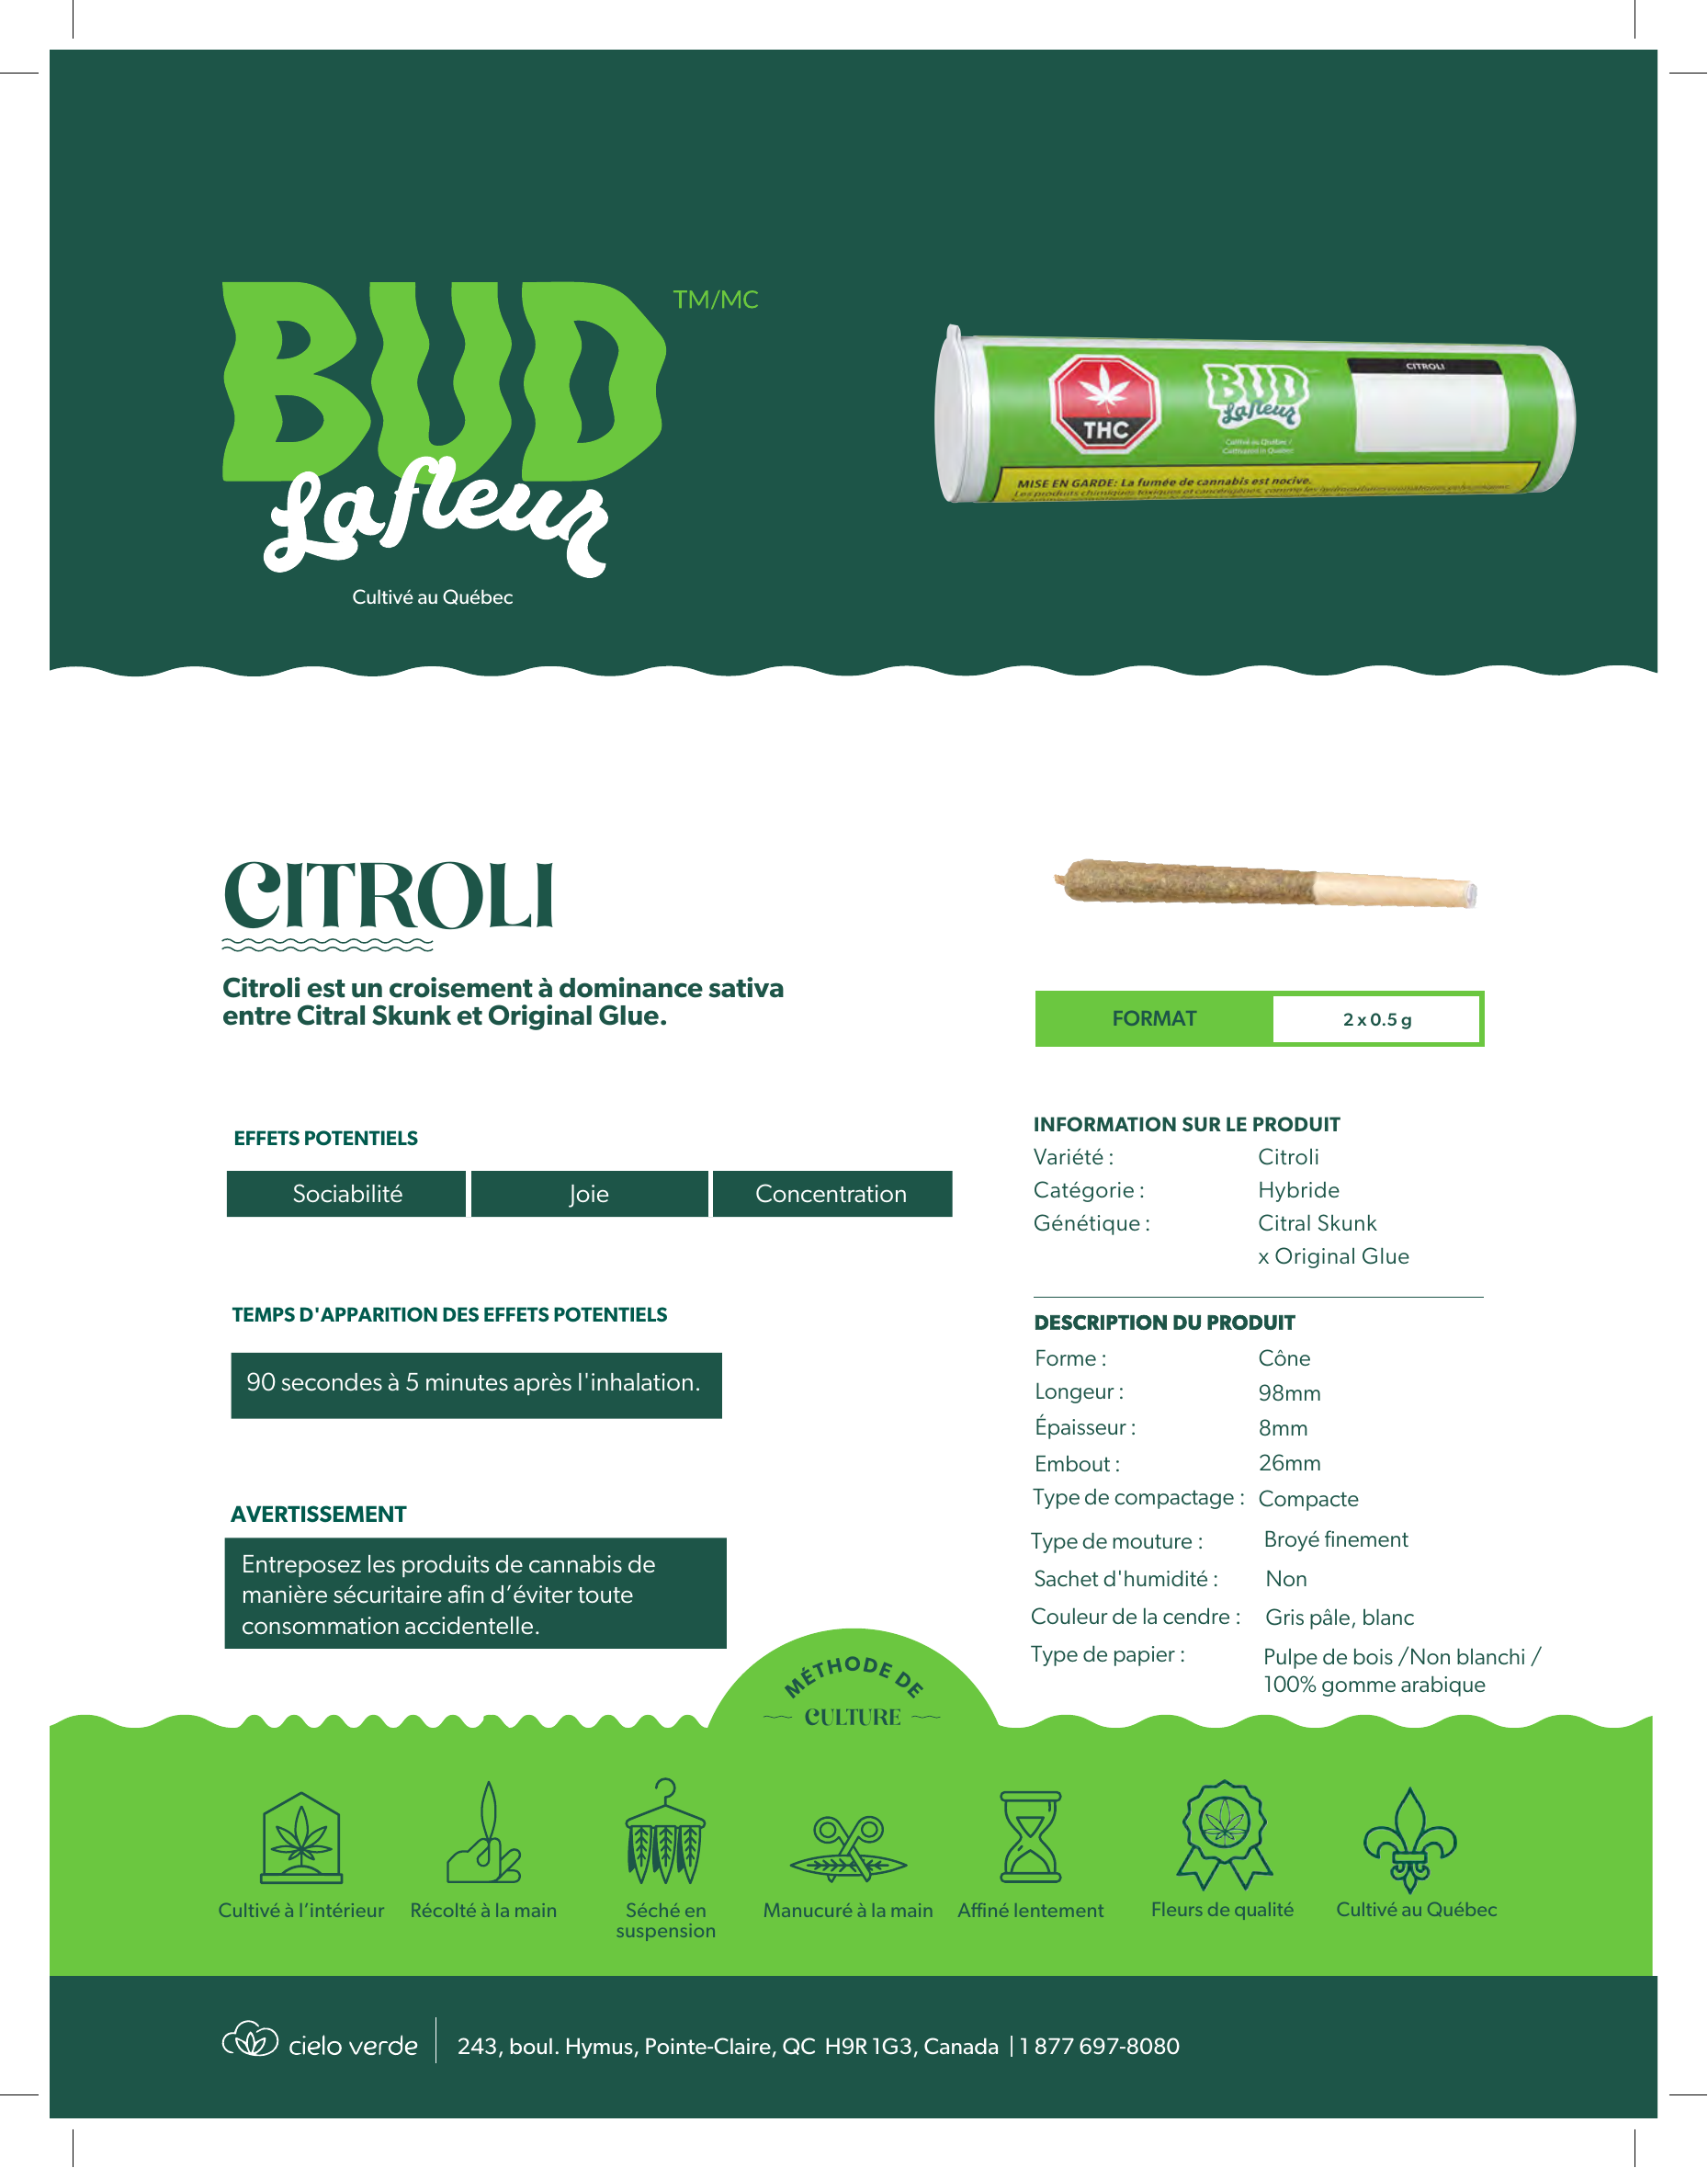 BUD
Lafleur
TM/MC
Cultivé au Québec
THC
BUD
Lafleur
Cultivé au Québec /
Cultivated in Quebec
CITROLI
MISE EN GARDE: La fumée de cannabis est nocive.
CITROLI
Citroli est un croisement à dominance sativa
entre Citral Skunk et Original Glue.
FORMAT 2 x 0.5 g
EFFETS POTENTIELS
Sociabilité Joie Concentration
TEMPS D'APPARITION DES EFFETS POTENTIELS
90 secondes à 5 minutes après l'inhalation.
AVERTISSEMENT
Entreposez les produits de cannabis de
manière sécuritaire afin d’éviter toute
consommation accidentelle.
INFORMATION SUR LE PRODUIT
Variété : Citroli
Catégorie : Hybride
Génétique : Citral Skunk
x Original Glue
DESCRIPTION DU PRODUIT
Forme : Cône
Longeur : 98mm
Épaisseur : 8mm
Embout : 26mm
Type de compactage : Compacte
Type de mouture : Broyé finement
Sachet d'humidité : Non
Couleur de la cendre : Gris pâle, blanc
Type de papier : Pulpe de bois /Non blanchi /
100% gomme arabique
MÉTHODE DE
CULTURE
Cultivé à l’intérieur
Récolté à la main
Séché en
suspension
Manucuré à la main
Affiné lentement
Fleurs de qualité
Cultivé au Québec
cielo verde
243, boul. Hymus, Pointe-Claire, QC H9R 1G3, Canada | 1 877 697-8080